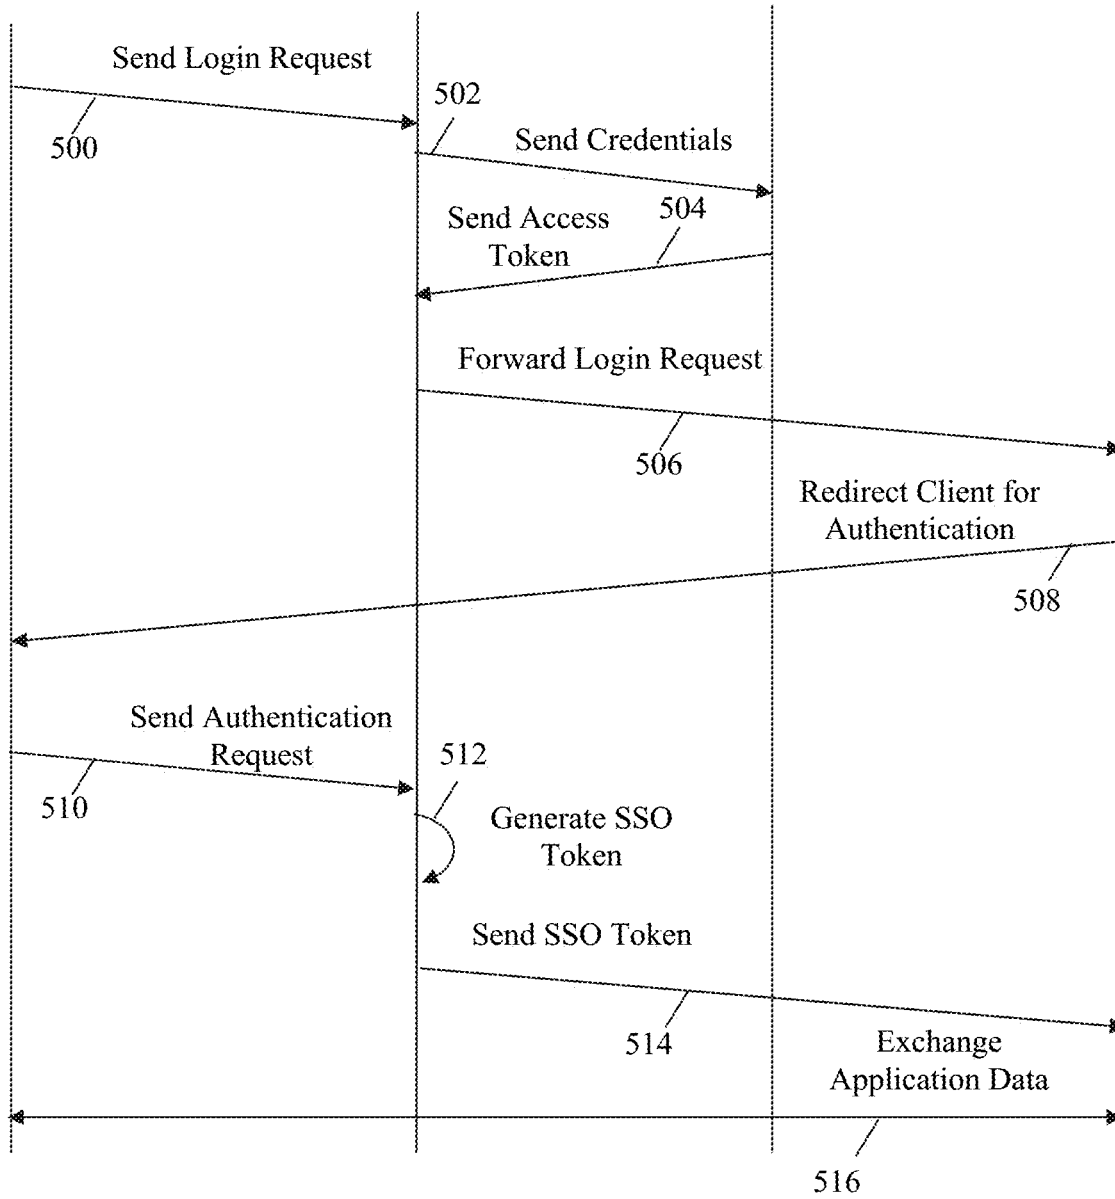 Send Login Request
500
502
Send Credentials
504
Send Access
Token
Forward Login Request
506
Redirect Client for
Authentication
508
Send Authentication
Request
510
512
Generate SSO
Token
Send SSO Token
514
Exchange
Application Data
516